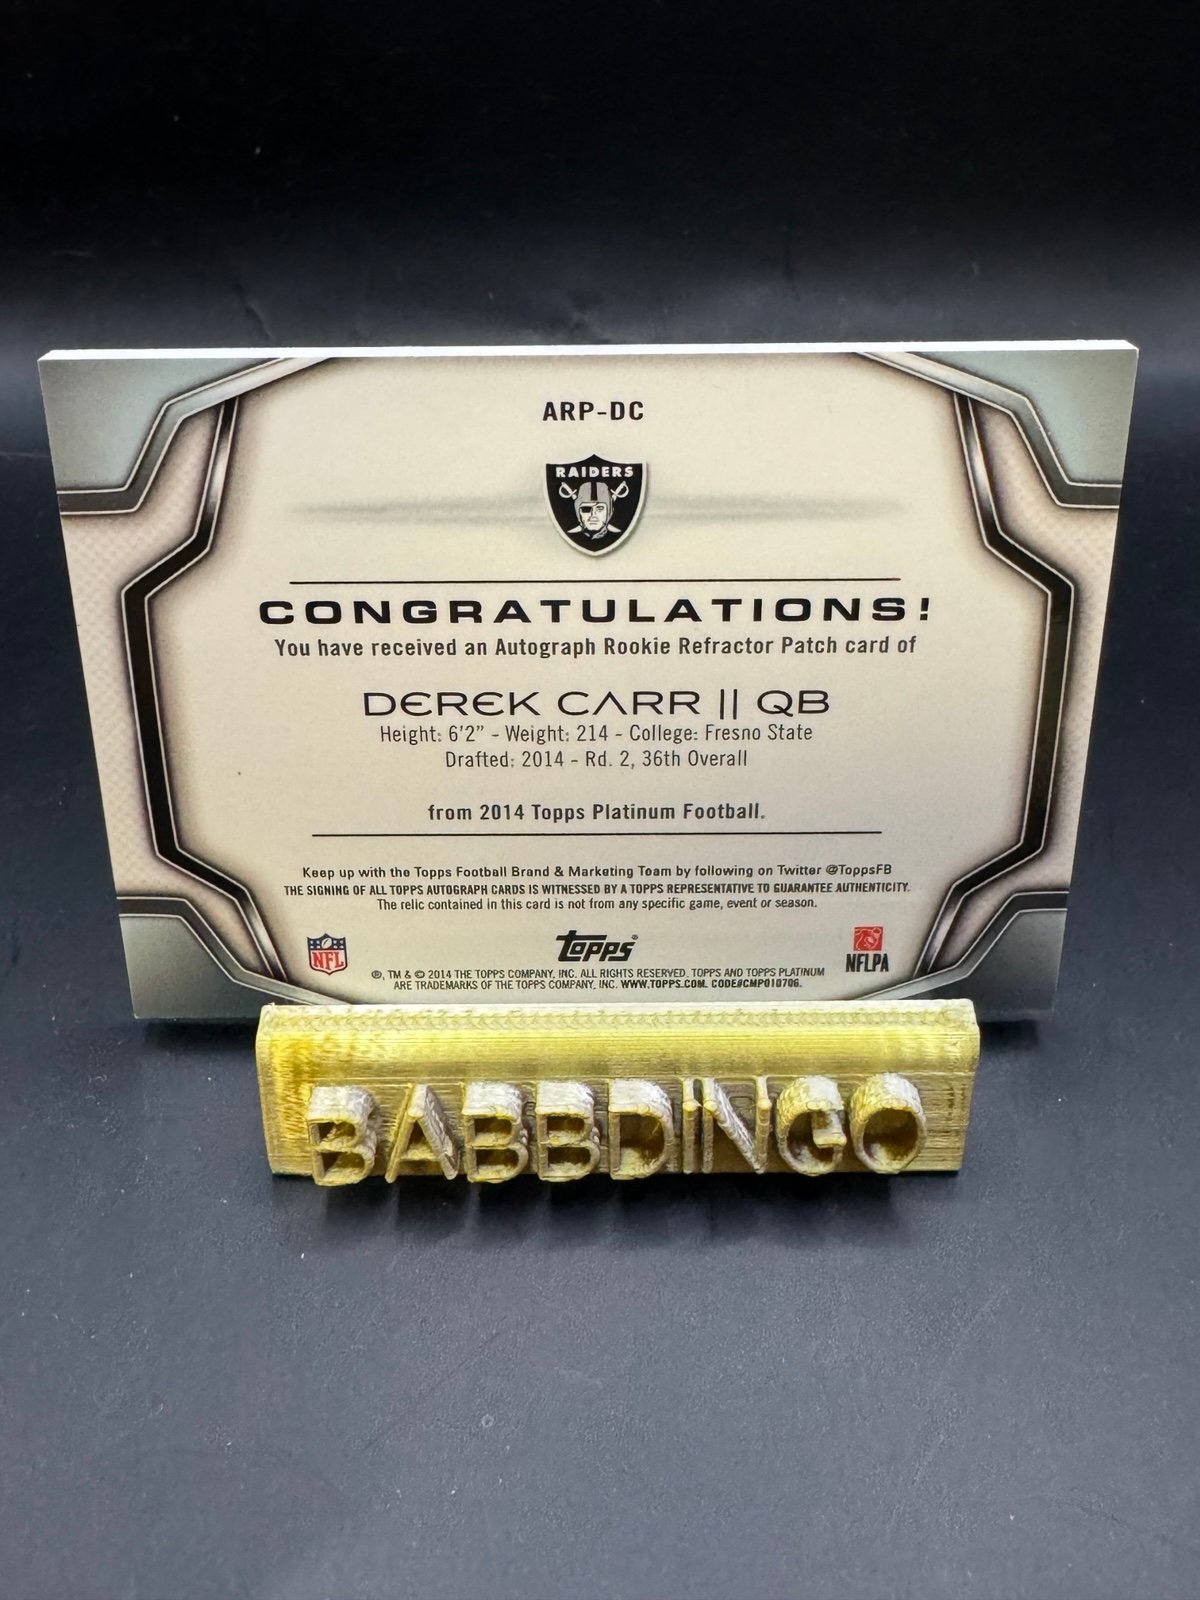 ARP-DC
RAIDERS
CONGRATULATIONS!
You have received an Autograph Rookie Refractor Patch card of
DEREK CARR || QB
Height: 6'2" - Weight: 214 - College: Fresno State
Drafted: 2014 - Rd. 2, 36th Overall
from 2014 Topps Platinum Football.
Keep up with the Topps Football Brand & Marketing Team by following on Twitter @ToppsFB
THE SIGNING OF ALL TOPPS AUTOGRAPH CARDS IS WITNESSED BY A TOPPS REPRESENTATIVE TO GUARANTEE AUTHENTICITY.
The relic contained in this card is not from any specific game, event or season.
NFL
Topps®
NFLPA
®, TM & © 2014 THE TOPPS COMPANY, INC. ALL RIGHTS RESERVED. TOPPS AND TOPPS PLATINUM
ARE TRADEMARKS OF THE TOPPS COMPANY, INC. WWW.TOPPS.COM. CODE#CMP010706.
BABBDINGO